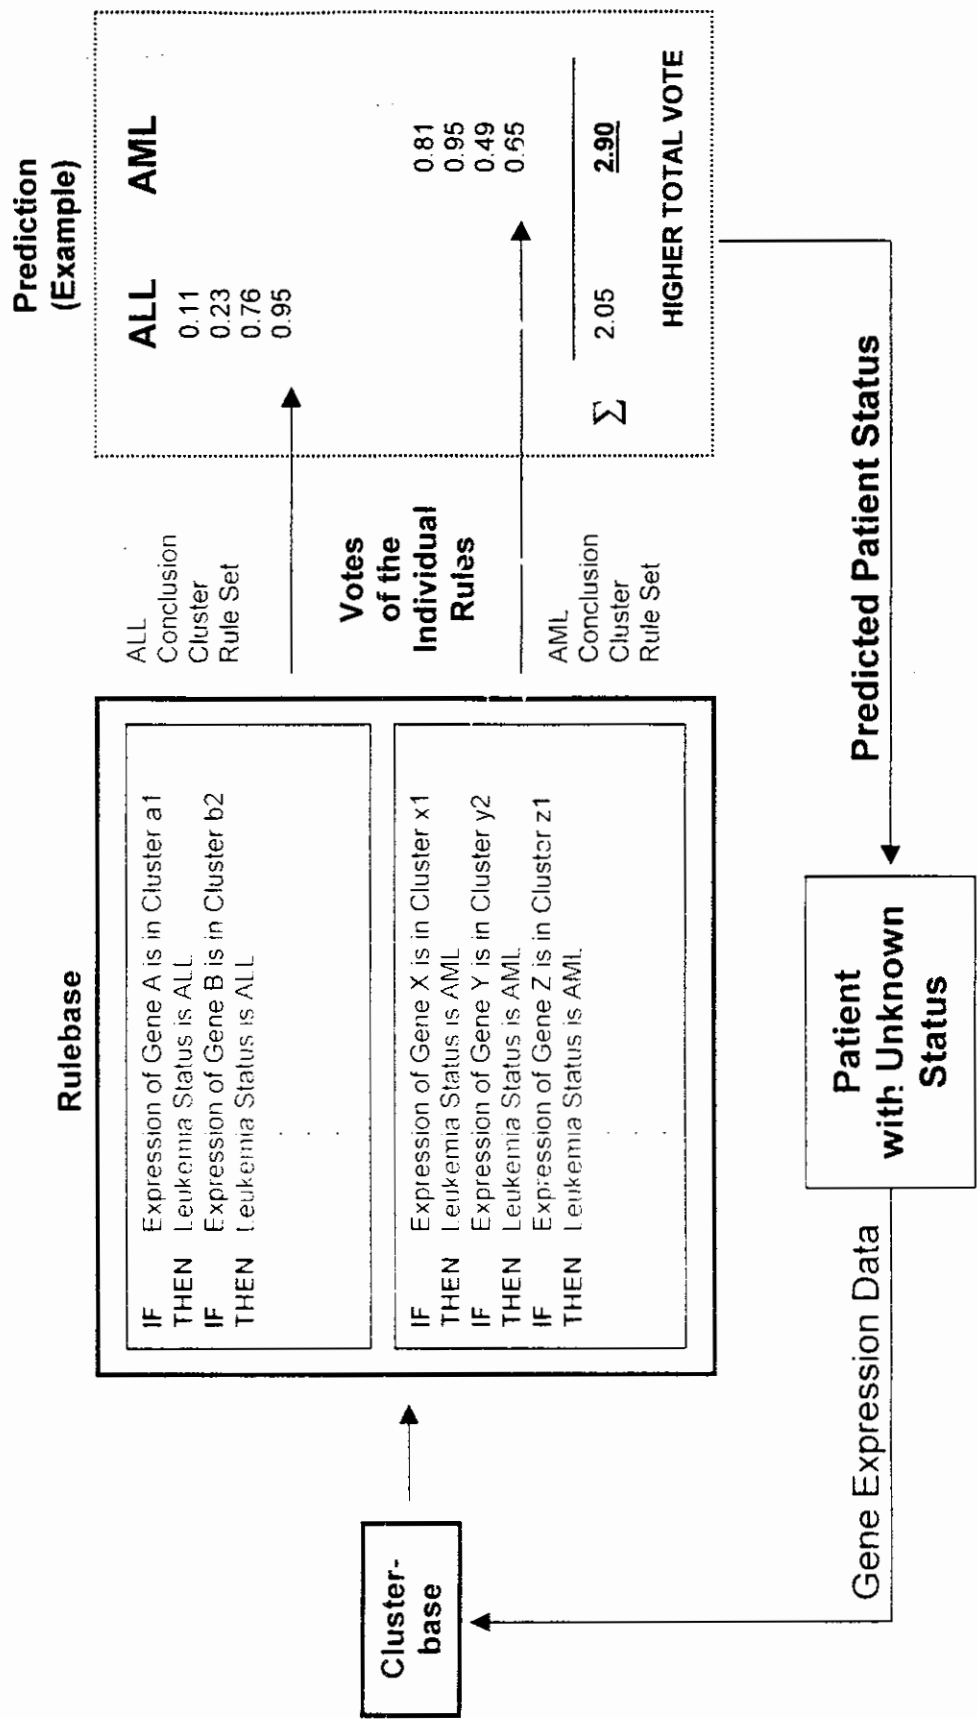 Cluster-
base
Rulebase
IF Expression of Gene A is in Cluster a1
THEN Leukemia Status is ALL
IF Expression of Gene B is in Cluster b2
THEN Leukemia Status is ALL
. . .
IF Expression of Gene X is in Cluster x1
THEN Leukemia Status is AML
IF Expression of Gene Y is in Cluster y2
THEN Leukemia Status is AML
IF Expression of Gene Z is in Cluster z1
THEN Leukemia Status is AML
. . .
ALL
Conclusion
Cluster
Rule Set
Votes
of the
Individual
Rules
AML
Conclusion
Cluster
Rule Set
Prediction
(Example)
ALL AML
0.11
0.23
0.76
0.95
0.81
0.95
0.49
0.65
Σ 2.05 2.90
HIGHER TOTAL VOTE
Gene Expression Data
Patient
with Unknown
Status
Predicted Patient Status